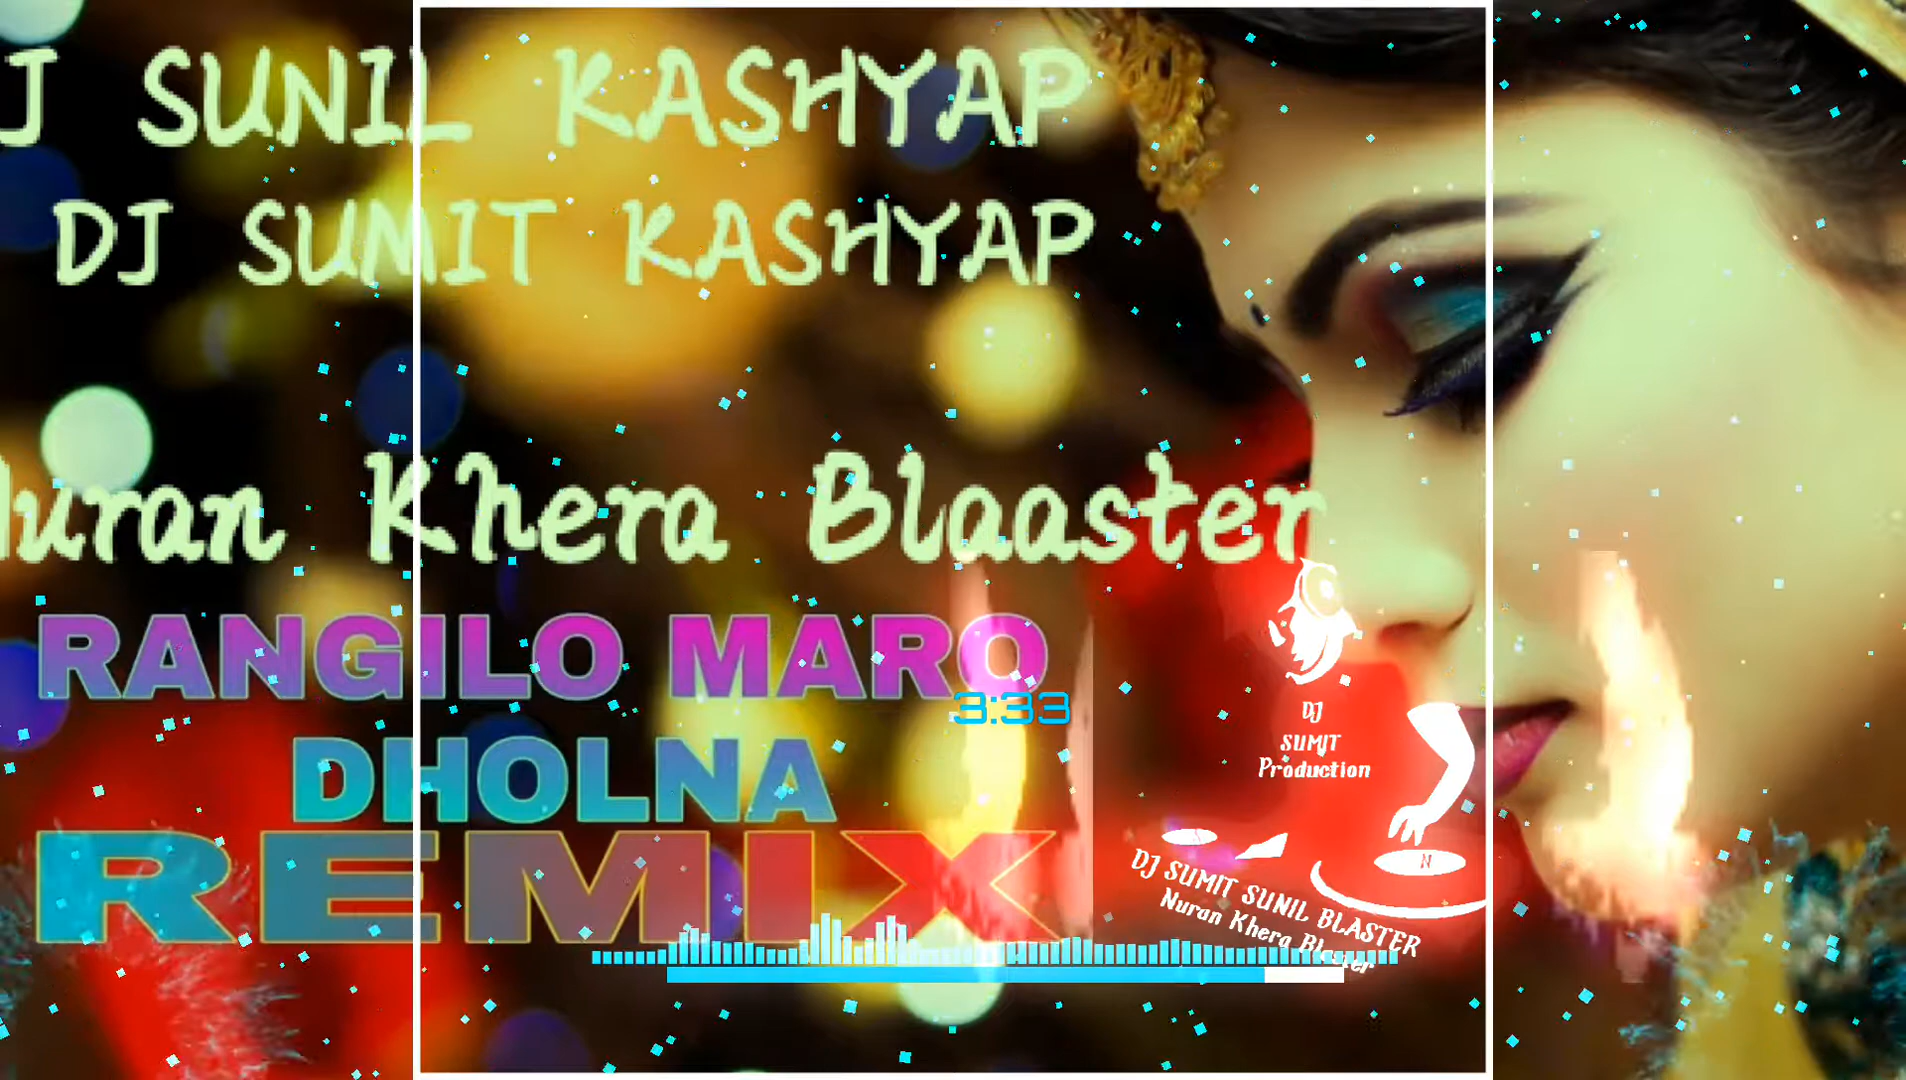 J SUNIL KASHYAP
DJ SUMIT KASHYAP
uran Khera Blaaster
RANGILO MARO
3:33
DHOLNA
REMIX
DJ
SUMIT
Production
N
DJ SUMIT SUNIL BLASTER
Nuran Khera Blaster